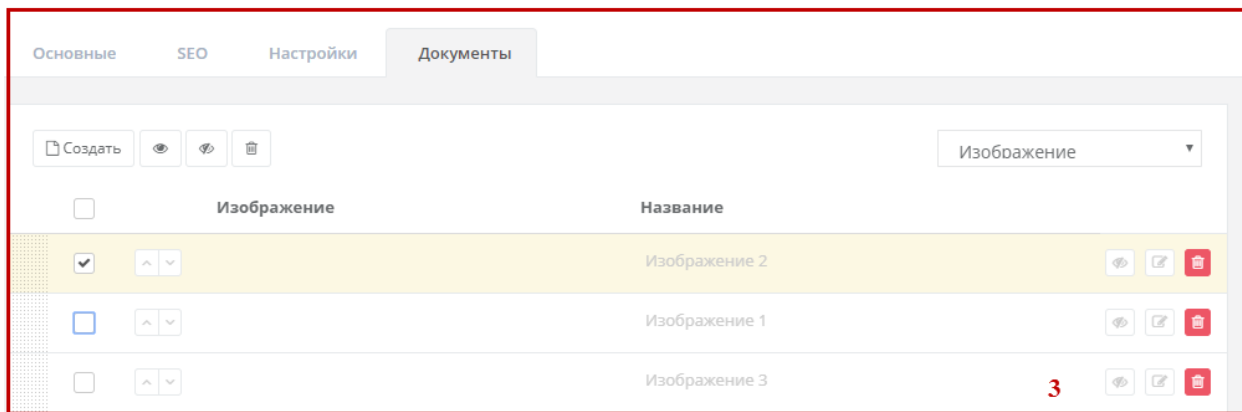 Основные SEO Настройки Документы
Создать Изображение
Изображение Название
Изображение 2
Изображение 1
Изображение 3 3